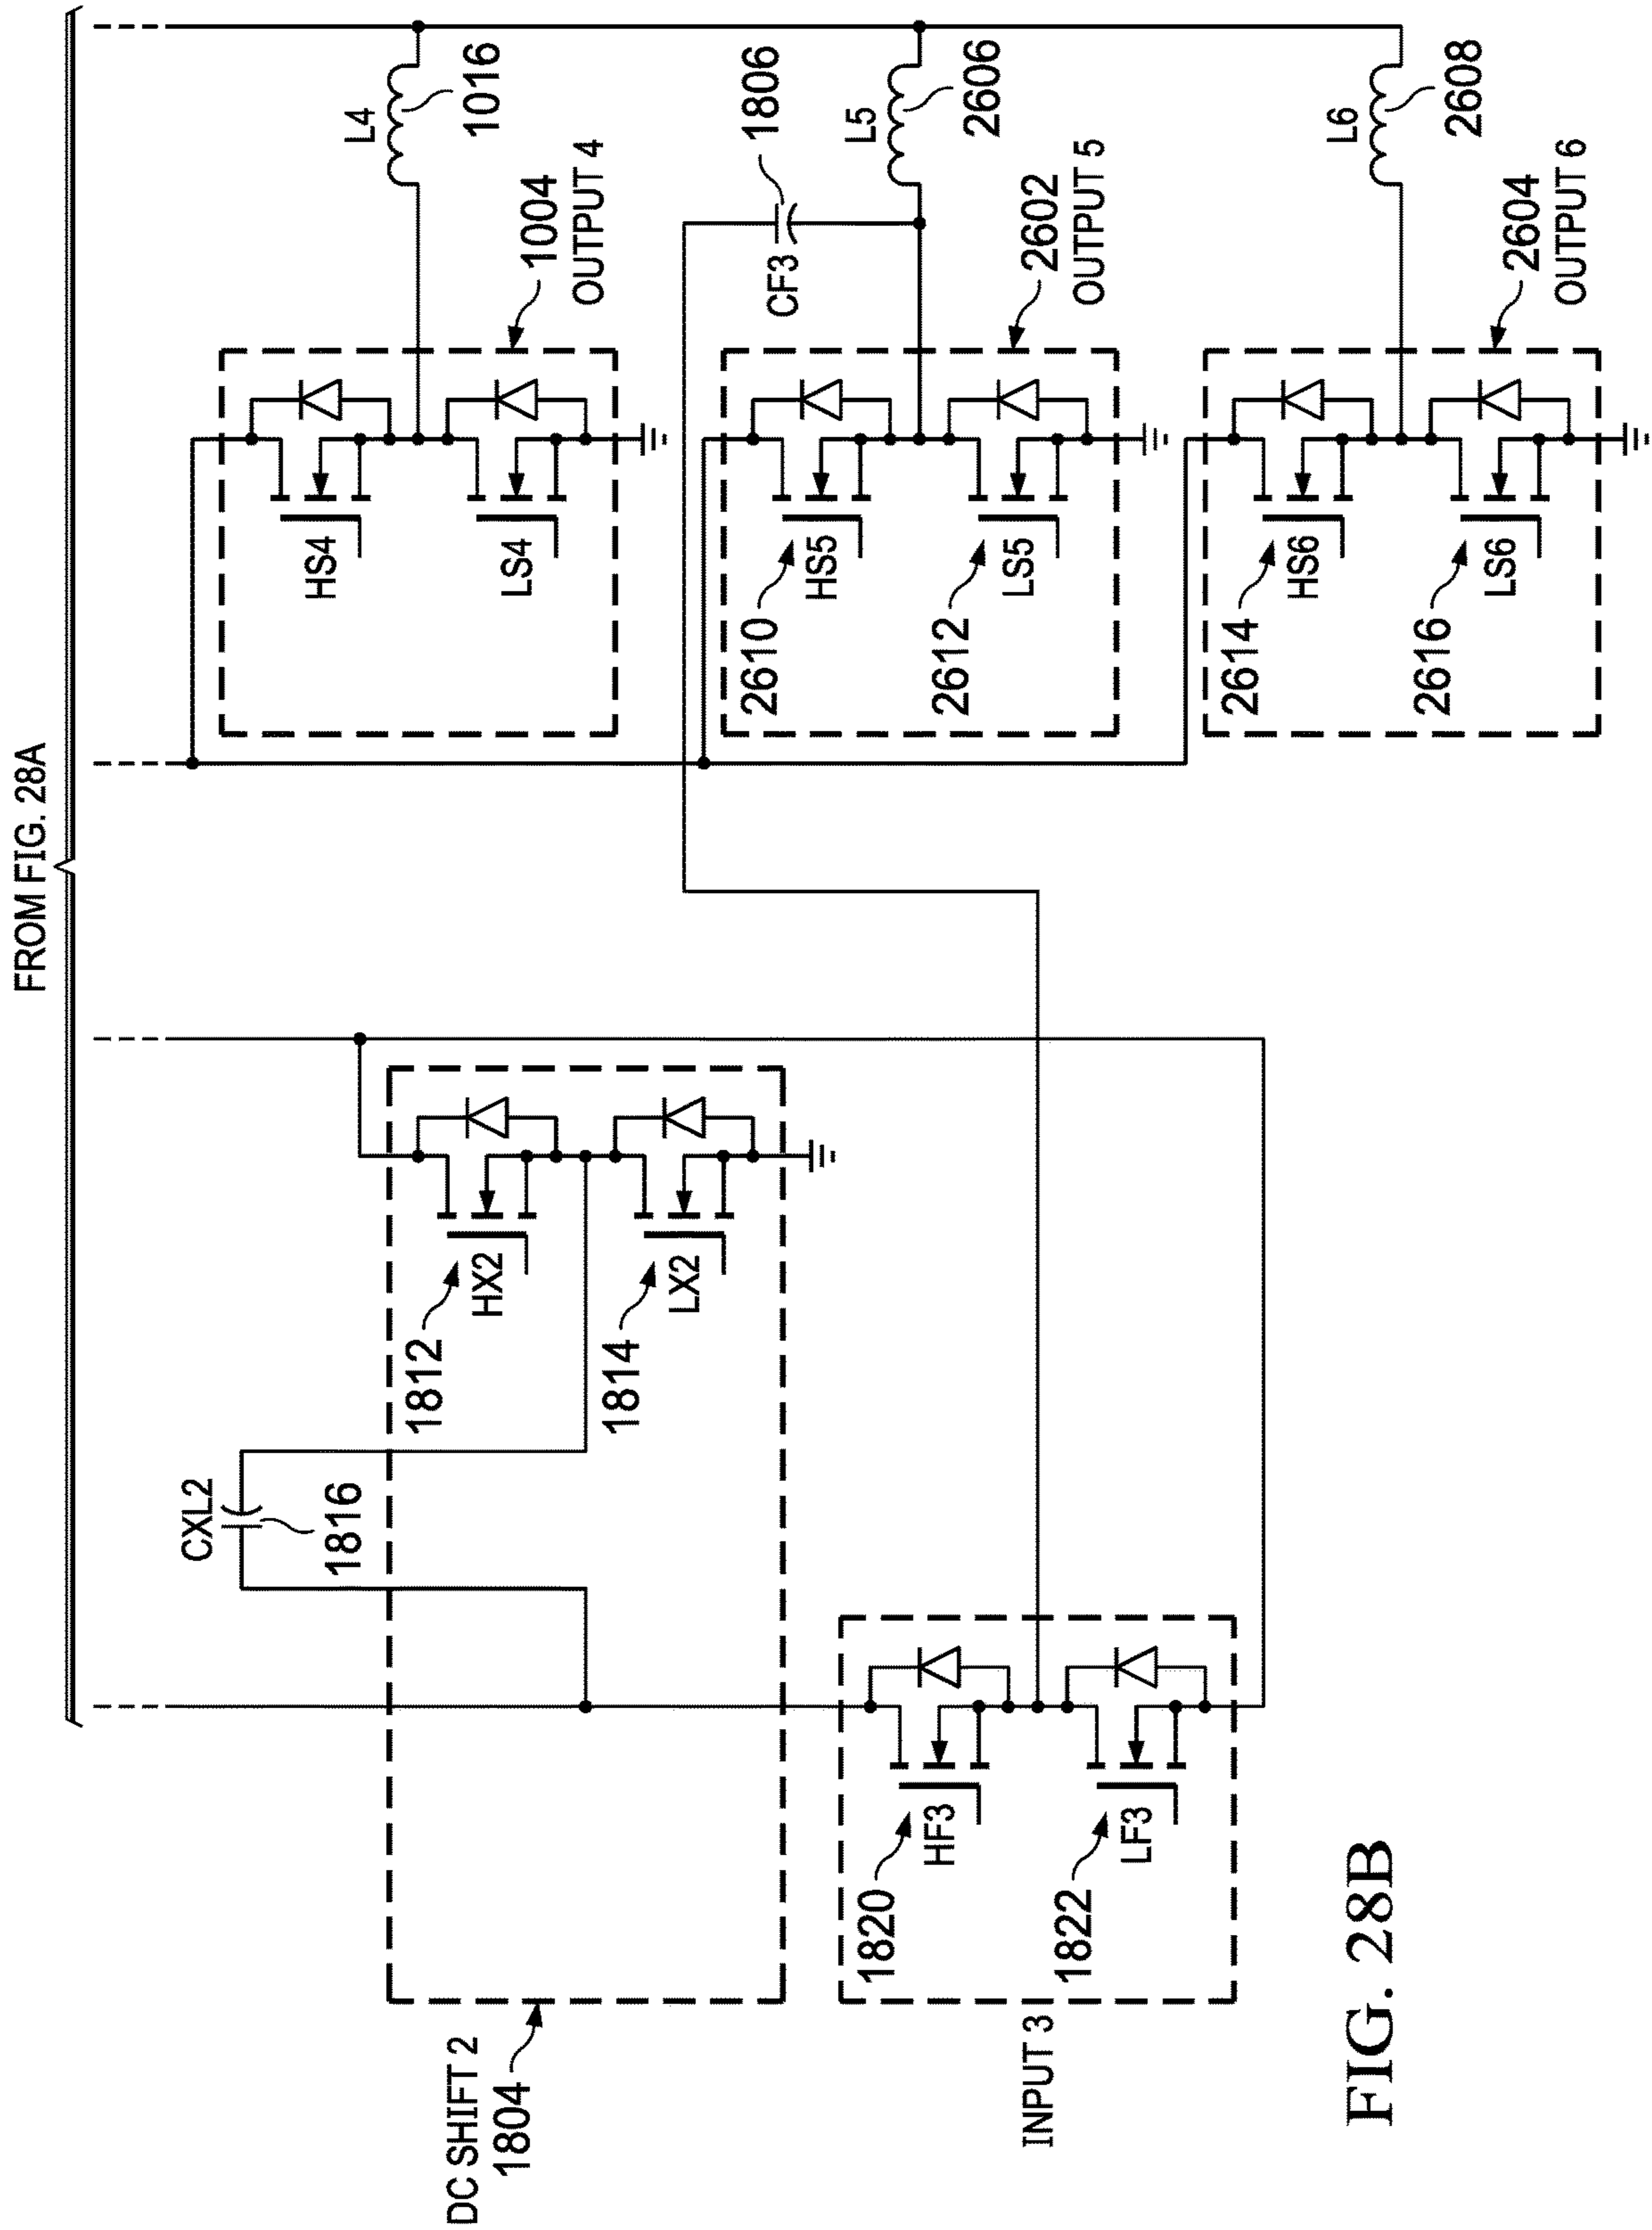 FROM FIG. 28A
L4
1016
1004
OUTPUT 4
HS4
LS4
1806
CF3
L5
2606
2602
OUTPUT 5
2610
HS5
2612
LS5
L6
2608
2604
OUTPUT 6
2614
HS6
2616
LS6
CXL2
1816
1812
HX2
1814
LX2
DC SHIFT 2
1804
1820
HF3
1822
LF3
INPUT 3
FIG. 28B